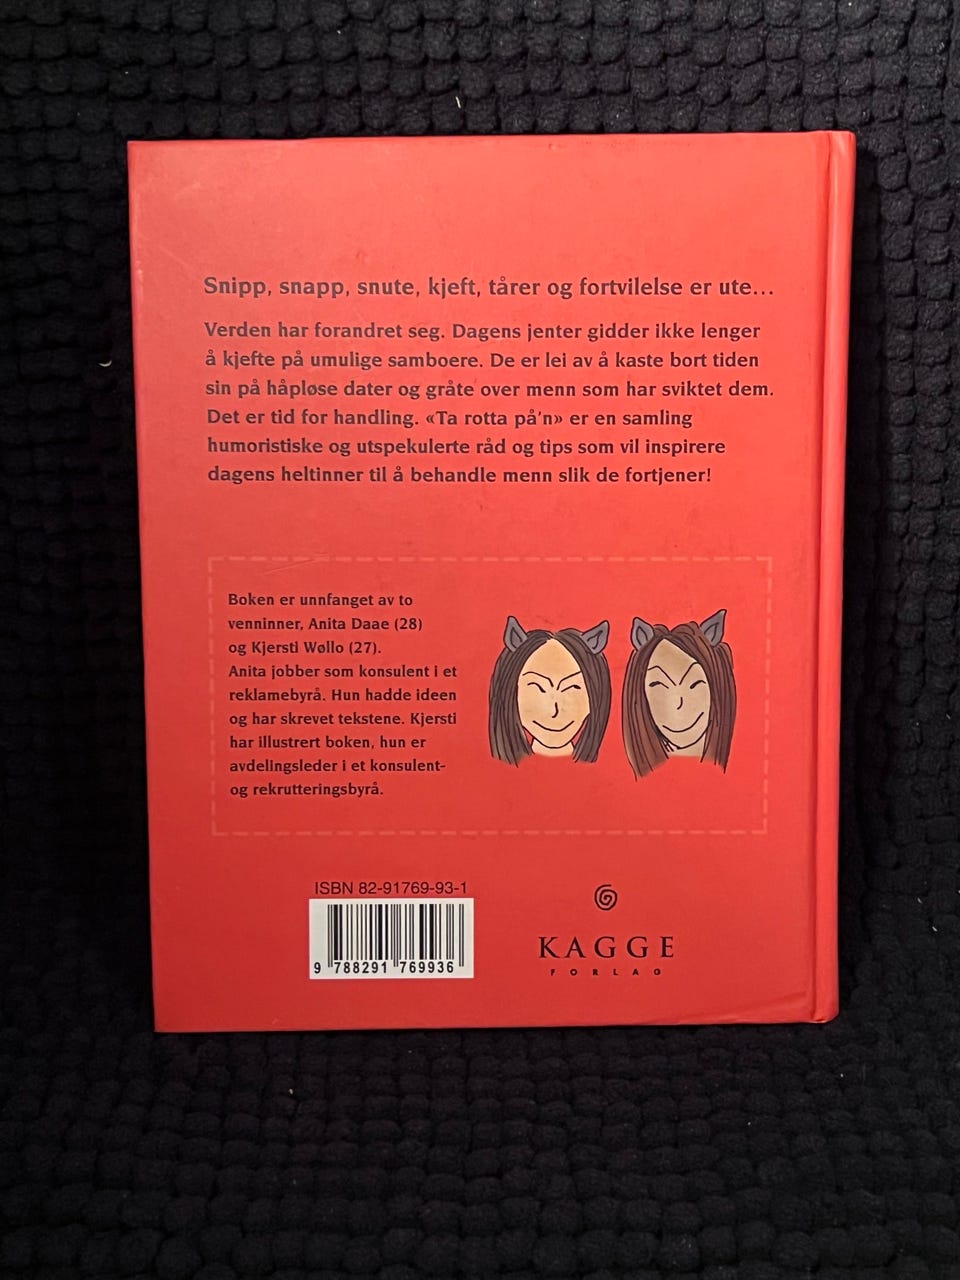 Snipp, snapp, snute, kjeft, tårer og fortvilelse er ute...
Verden har forandret seg. Dagens jenter gidder ikke lenger
å kjefte på umulige samboere. De er lei av å kaste bort tiden
sin på håpløse dater og gråte over menn som har sviktet dem.
Det er tid for handling. «Ta rotta på'n» er en samling
humoristiske og utspekulerte råd og tips som vil inspirere
dagens heltinner til å behandle menn slik de fortjener!
Boken er unnfanget av to
venninner, Anita Daae (28)
og Kjersti Wøllo (27).
Anita jobber som konsulent i et
reklamebyrå. Hun hadde ideen
og har skrevet tekstene. Kjersti
har illustrert boken, hun er
avdelingsleder i et konsulent-
og rekrutteringsbyrå.
ISBN 82-91769-93-1
9 788291 769936
KAGGE
FORLAG